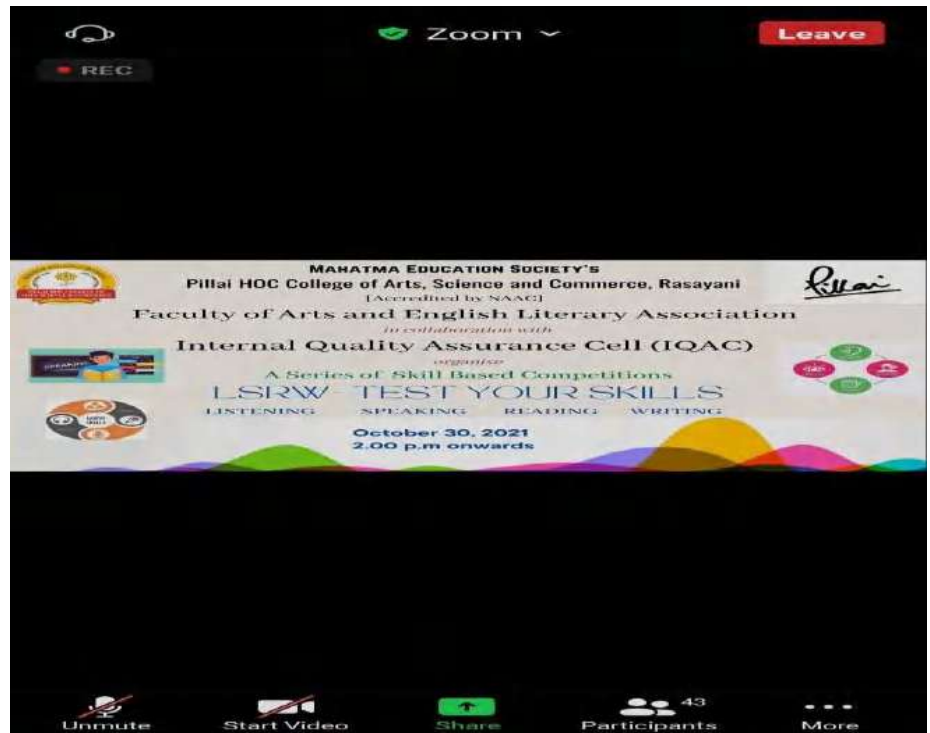 Zoom
Leave
REC
MAHATMA EDUCATION SOCIETY'S
Pillai HOC College of Arts, Science and Commerce, Rasayani
[Accredited by NAAC]
Faculty of Arts and English Literary Association
in collaboration with
Internal Quality Assurance Cell (IQAC)
organise
A Series of Skill Based Competitions
LSRW TEST YOUR SKILLS
LISTENING SPEAKING READING WRITING
October 30, 2021
2.00 p.m onwards
Pillai
SPEAKING
43
Unmute
Start Video
Share
Participants
More